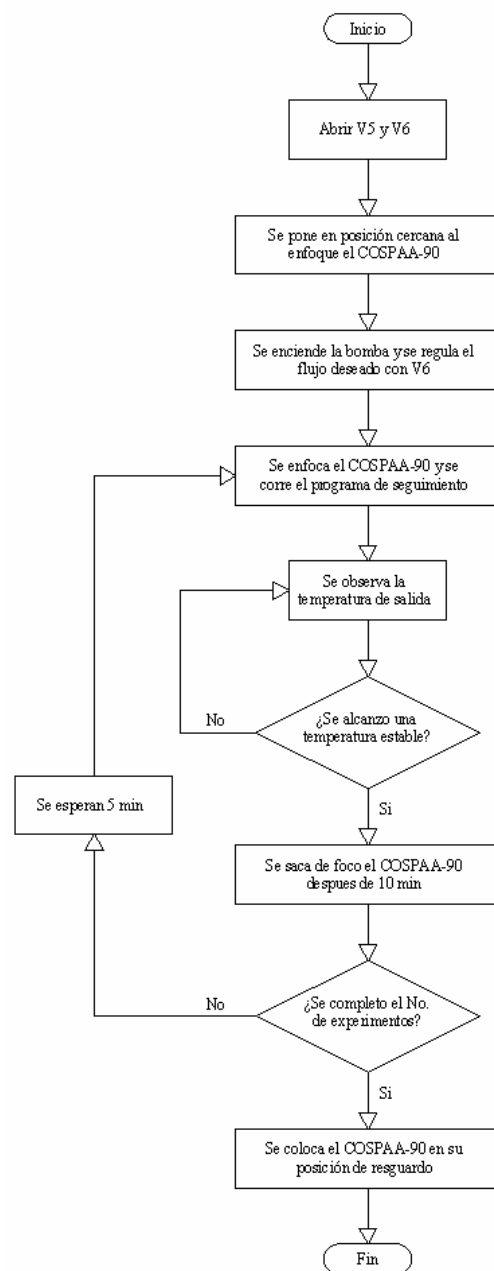 Inicio
Abrir V5 y V6
Se pone en posición cercana al
enfoque el COSPAA-90
Se enciende la bomba yse regula el
flujo deseado con V6
Se enfoca el COSPAA-90 yse
corre el programa de seguimiento
Se observa la
temperatura de salida
¿Se alcanzo una
temperatura estable?
No
Si
Se esperan 5 min
Se saca de foco el COSPAA-90
despues de 10 min
¿Se completo el No.
de experimentos?
No
Si
Se coloca el COSPAA-90 en su
posición de resguardo
Fin